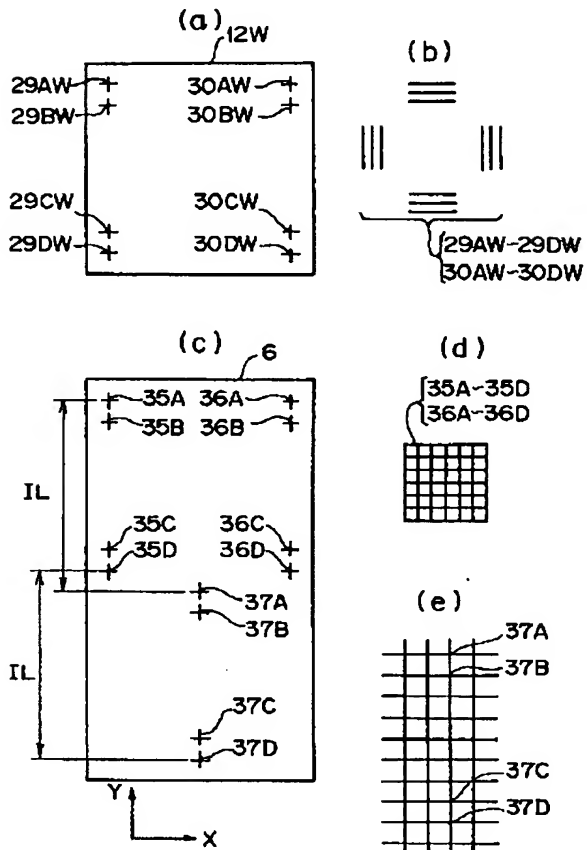 (a)
12W
29AW
30AW
29BW
30BW
29CW
30CW
29DW
30DW
(b)
29AW-29DW
30AW-30DW
(c)
6
35A 36A
35B 36B
IL
35C 36C
35D 36D
37A
37B
IL
37C
37D
Y
X
(d)
35A-35D
36A-36D
(e)
37A
37B
37C
37D